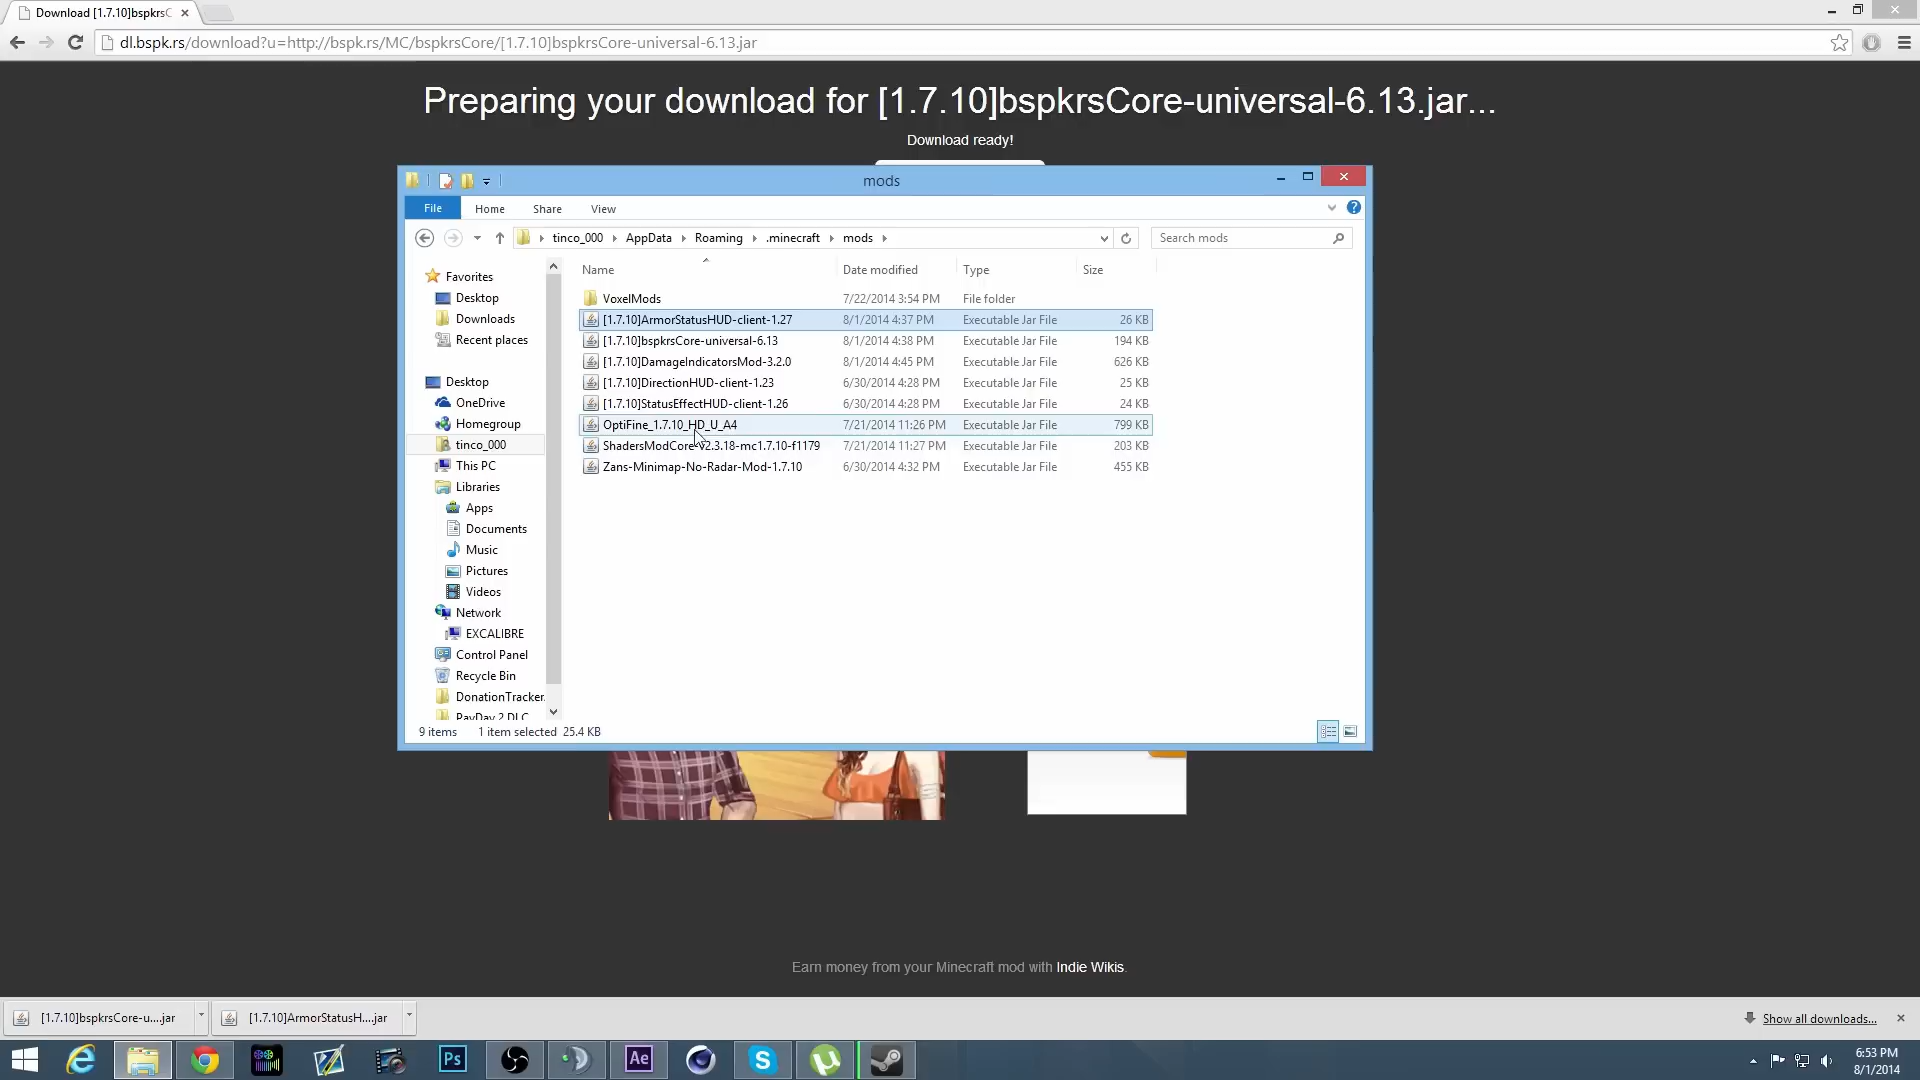 Download [1.7.10]bspkrsC
dl.bspk.rs/download?u=http://bspk.rs/MC/bspkrsCore/[1.7.10]bspkrsCore-universal-6.13.jar
Preparing your download for [1.7.10]bspkrsCore-universal-6.13.jar...
Download ready!
mods
File Home Share View
tinco_000 AppData Roaming .minecraft mods Search mods
Name Date modified Type Size
VoxelMods 7/22/2014 3:54 PM File folder
[1.7.10]ArmorStatusHUD-client-1.27 8/1/2014 4:37 PM Executable Jar File 26 KB
[1.7.10]bspkrsCore-universal-6.13 8/1/2014 4:38 PM Executable Jar File 194 KB
[1.7.10]DamageIndicatorsMod-3.2.0 8/1/2014 4:45 PM Executable Jar File 626 KB
[1.7.10]DirectionHUD-client-1.23 6/30/2014 4:28 PM Executable Jar File 25 KB
[1.7.10]StatusEffectHUD-client-1.26 6/30/2014 4:28 PM Executable Jar File 24 KB
OptiFine_1.7.10_HD_U_A4 7/21/2014 11:26 PM Executable Jar File 799 KB
ShadersModCore-v2.3.18-mc1.7.10-f1179 7/21/2014 11:27 PM Executable Jar File 203 KB
Zans-Minimap-No-Radar-Mod-1.7.10 6/30/2014 4:32 PM Executable Jar File 455 KB
Favorites
Desktop
Downloads
Recent places
Desktop
OneDrive
Homegroup
tinco_000
This PC
Libraries
Apps
Documents
Music
Pictures
Videos
Network
EXCALIBRE
Control Panel
Recycle Bin
DonationTracker.
PayDay 2 DLC
9 items 1 item selected 25.4 KB
Earn money from your Minecraft mod with Indie Wikis.
[1.7.10]bspkrsCore-u....jar [1.7.10]ArmorStatusH....jar Show all downloads...
Ps Ae
6:53 PM
8/1/2014